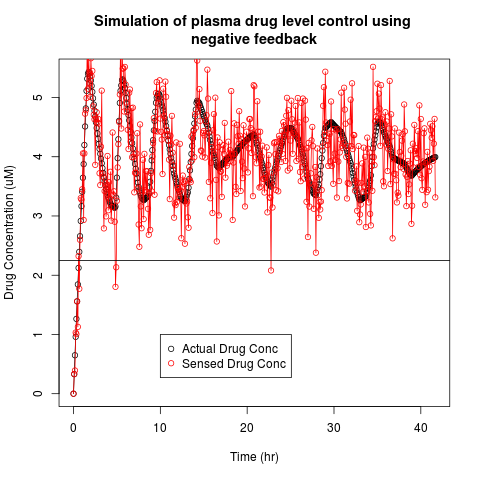 Simulation of plasma drug level control using
negative feedback
Drug Concentration (uM)
5
4
3
2
1
0
Actual Drug Conc
Sensed Drug Conc
0 10 20 30 40
Time (hr)